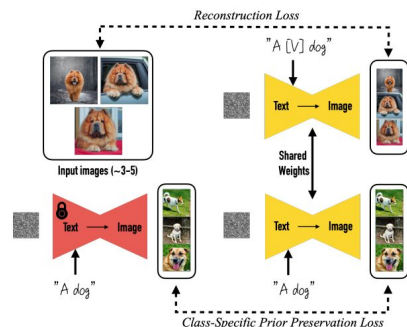 Reconstruction Loss
"A [V] dog"
Text → Image
Input images (~3-5)
Shared
Weights
Text → Image
Text → Image
"A dog"
"A dog"
Class-Specific Prior Preservation Loss